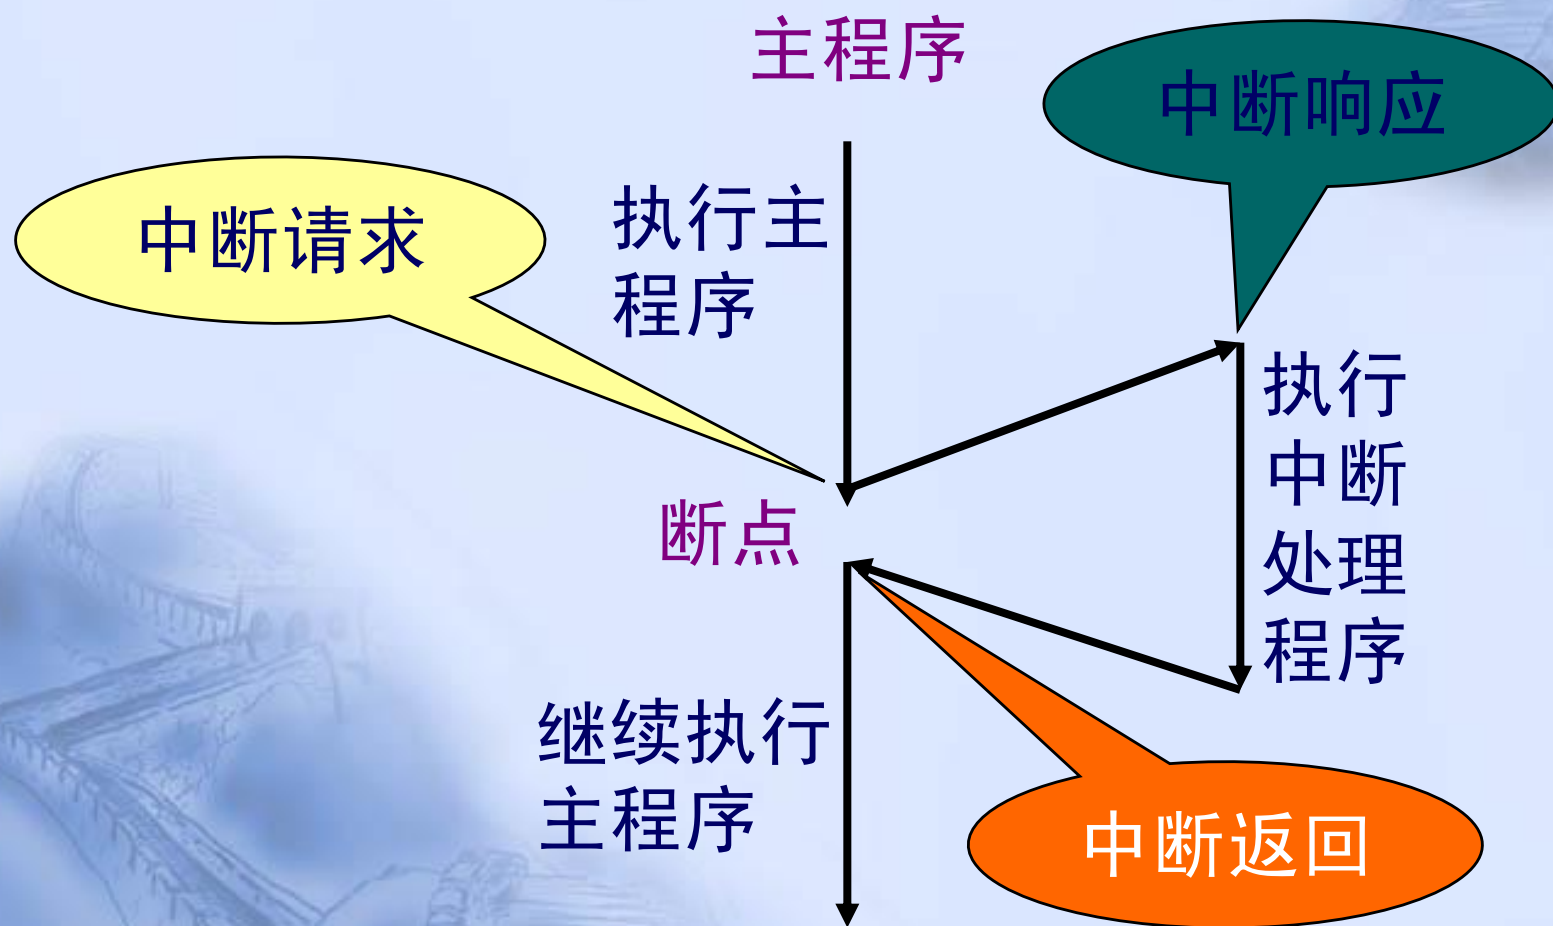 主程序
中断响应
中断请求
执行主
程序
执行
中断
处理
程序
断点
继续执行
主程序
中断返回